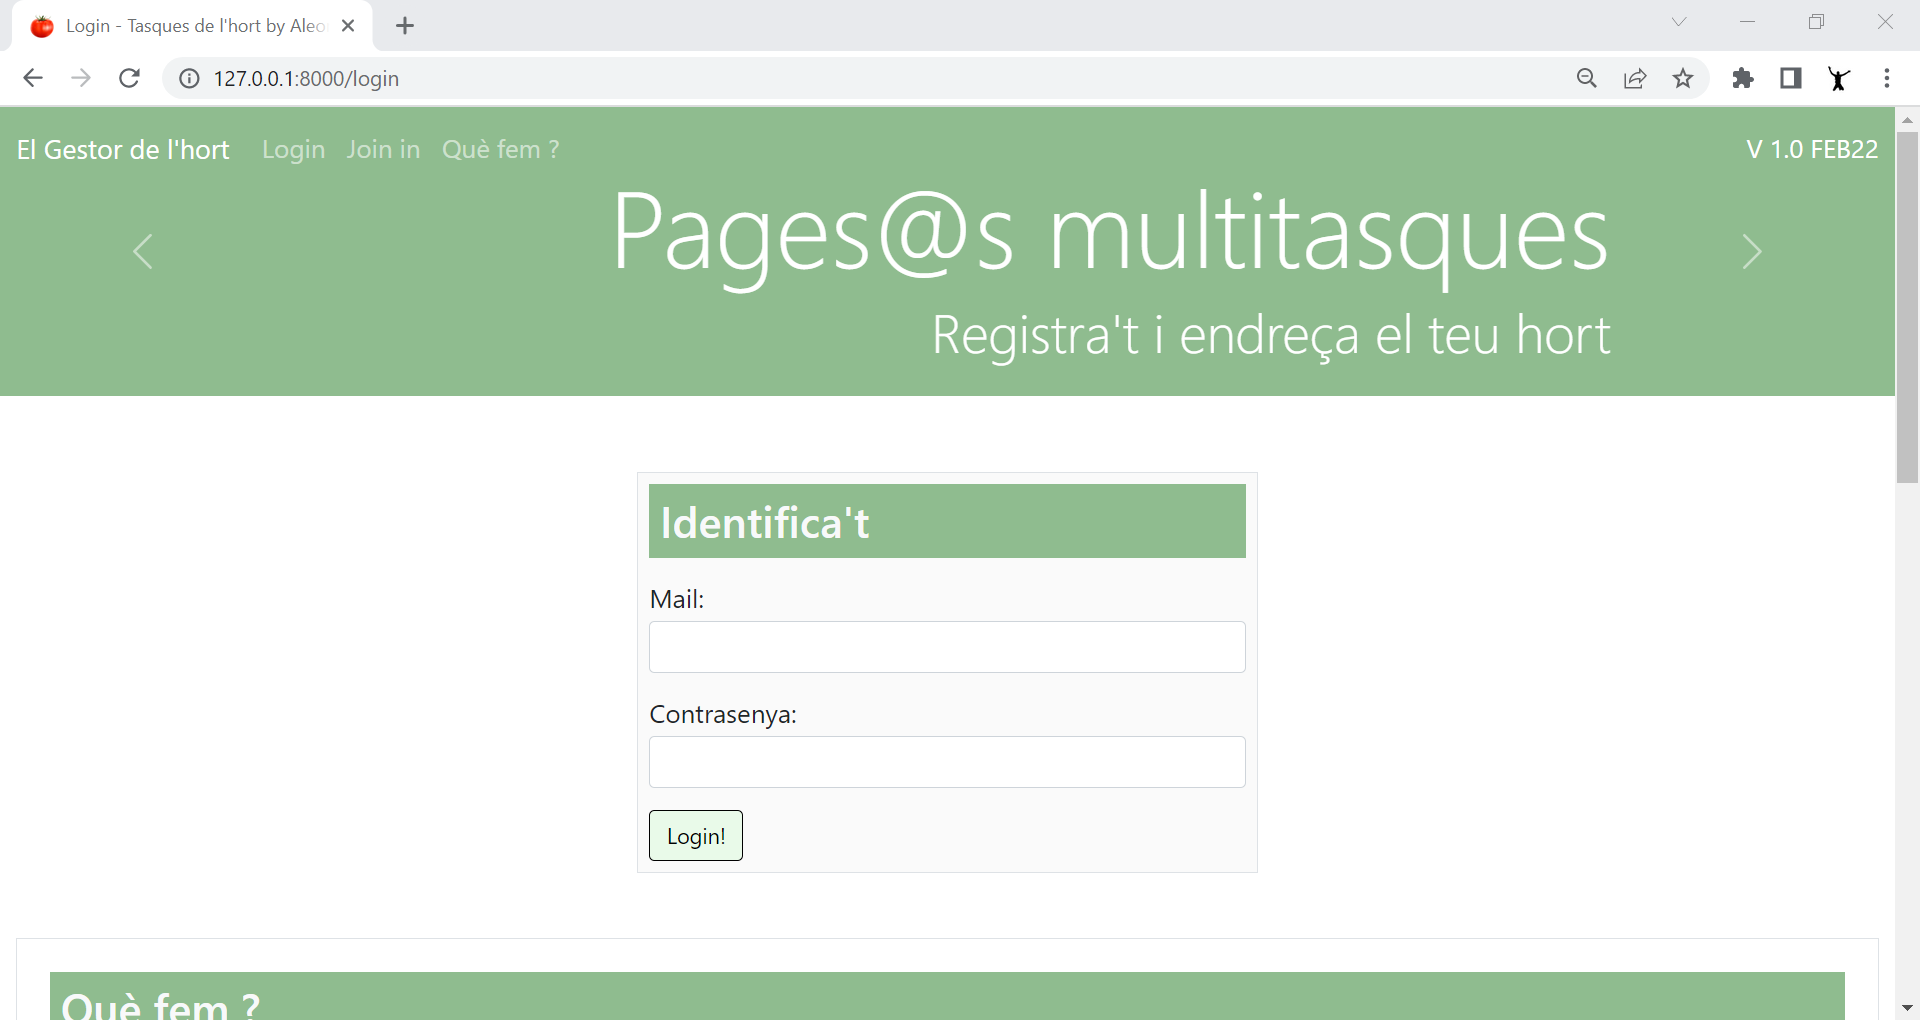 Login - Tasques de l'hort by Aleo
127.0.0.1:8000/login
El Gestor de l'hort Login Join in Què fem ? V 1.0 FEB22
Pages@s multitasques
Registra't i endreça el teu hort
Identifica't
Mail:
Contrasenya:
Login!
Què fem ?